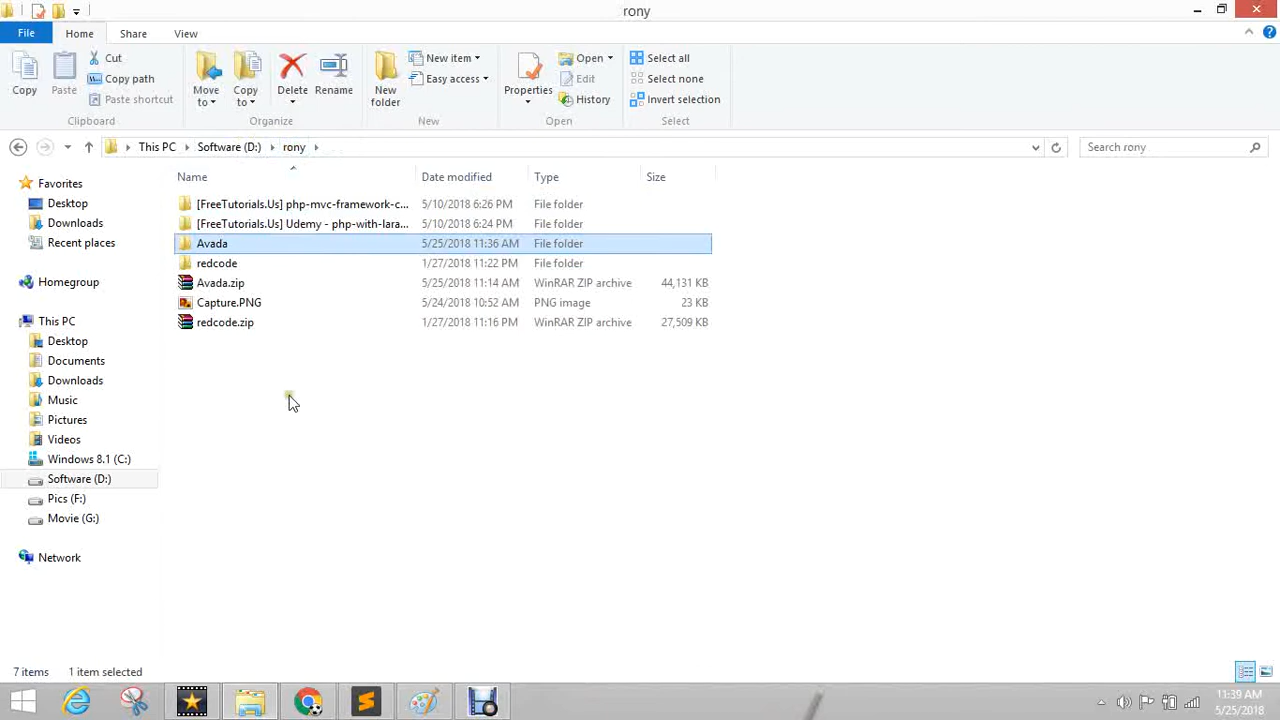 rony
File Home Share View
Copy
Paste
Cut
Copy path
Paste shortcut
Clipboard
Move to
Copy to
Delete
Rename
Organize
New folder
New item
Easy access
New
Properties
Open
Edit
History
Open
Select all
Select none
Invert selection
Select
This PC Software (D:) rony
Search rony
Name Date modified Type Size
[FreeTutorials.Us] php-mvc-framework-c... 5/10/2018 6:26 PM File folder
[FreeTutorials.Us] Udemy - php-with-lara... 5/10/2018 6:24 PM File folder
Avada 5/25/2018 11:36 AM File folder
redcode 1/27/2018 11:22 PM File folder
Avada.zip 5/25/2018 11:14 AM WinRAR ZIP archive 44,131 KB
Capture.PNG 5/24/2018 10:52 AM PNG image 23 KB
redcode.zip 1/27/2018 11:16 PM WinRAR ZIP archive 27,509 KB
Favorites
Desktop
Downloads
Recent places
Homegroup
This PC
Desktop
Documents
Downloads
Music
Pictures
Videos
Windows 8.1 (C:)
Software (D:)
Pics (F:)
Movie (G:)
Network
7 items 1 item selected
11:39 AM
5/25/2018